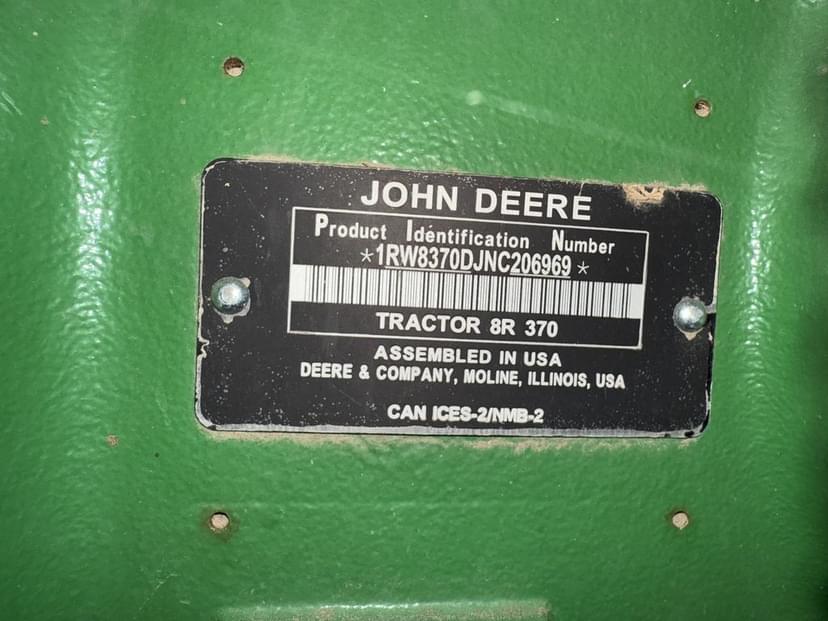 JOHN DEERE
Product Identification Number
*1RW8370DJNC206969*
TRACTOR 8R 370
ASSEMBLED IN USA
DEERE & COMPANY, MOLINE, ILLINOIS, USA
CAN ICES-2/NMB-2